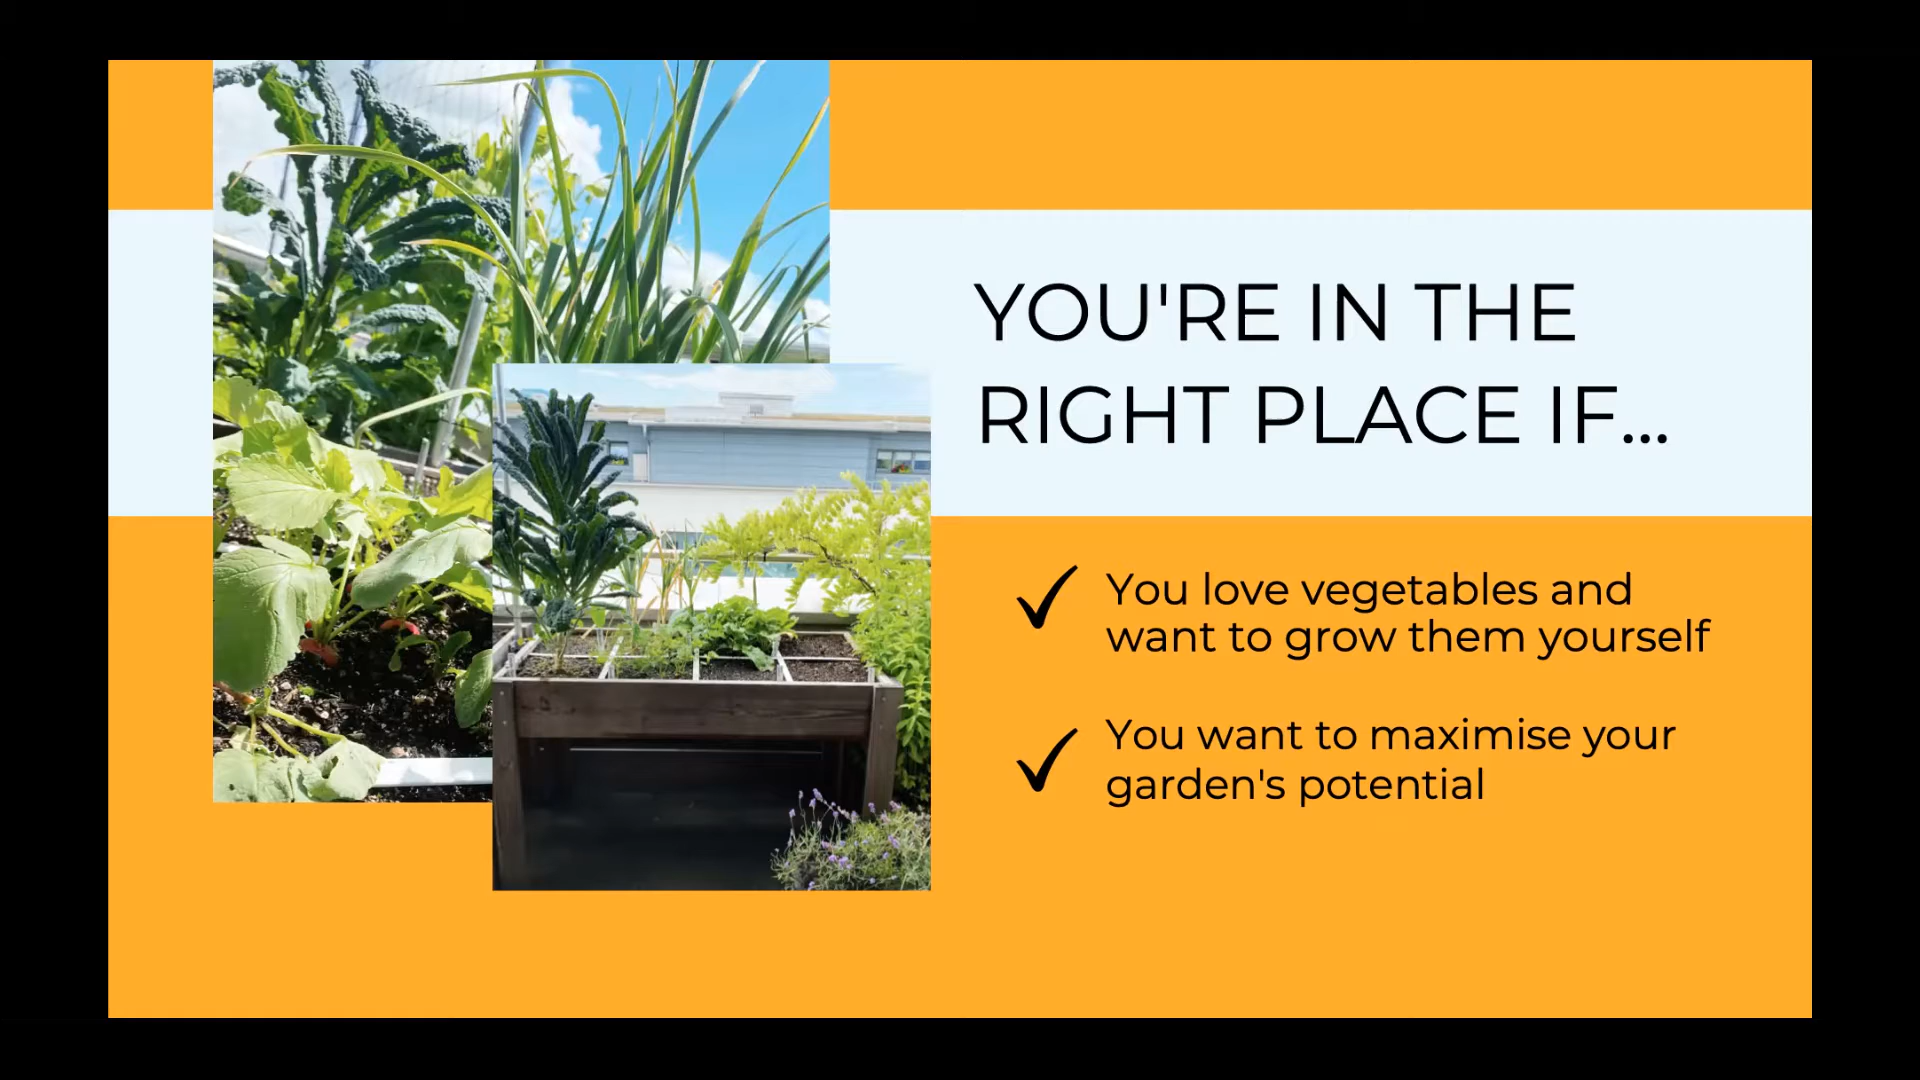 YOU'RE IN THE
RIGHT PLACE IF...
You love vegetables and
want to grow them yourself
You want to maximise your
garden's potential